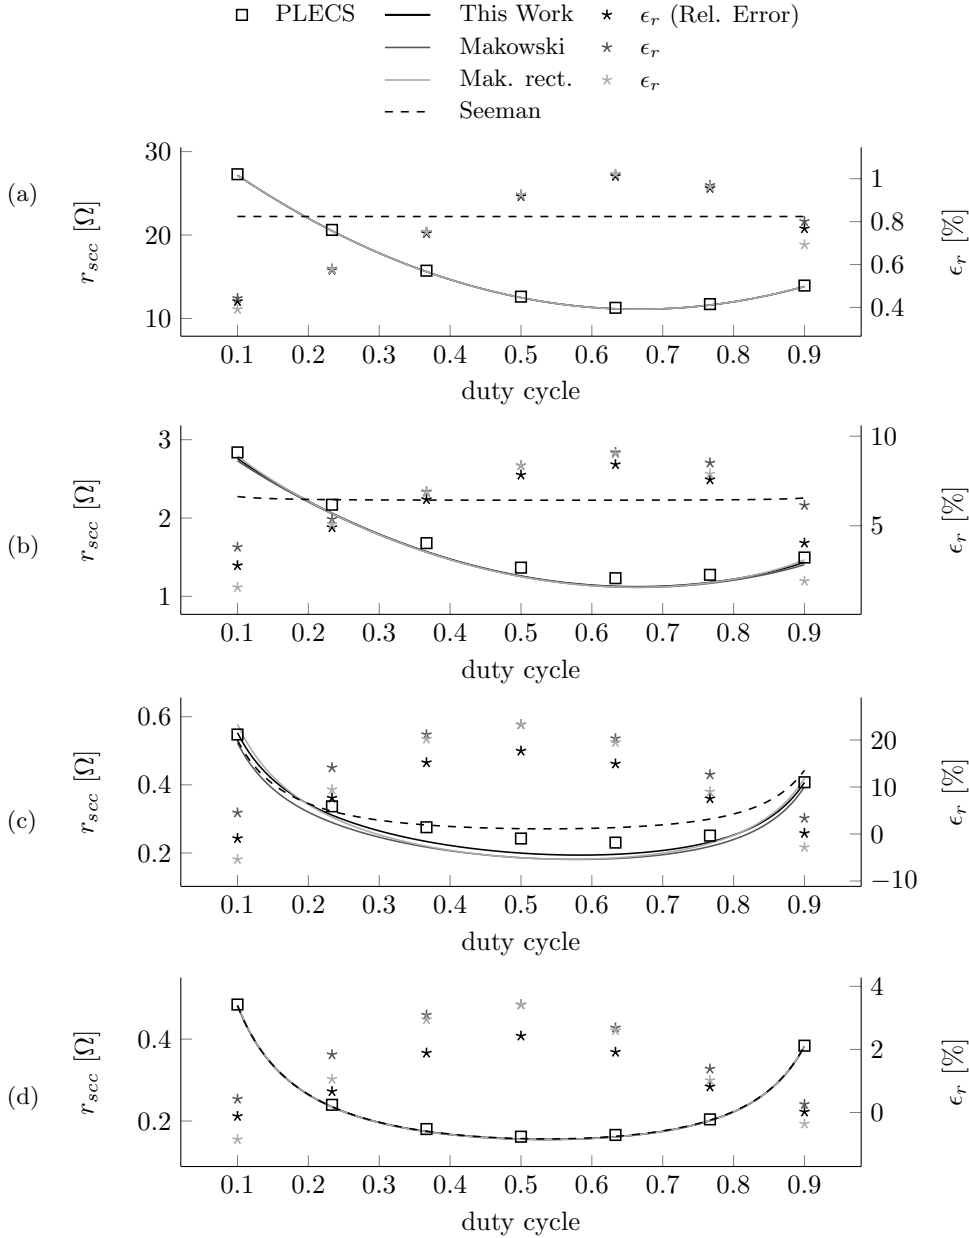 PLECS This Work ϵr (Rel. Error)
Makowski ϵr
Mak. rect. ϵr
Seeman
(a)
30
20
10
rscc [Ω]
1
0.8
0.6
0.4
ϵr [%]
0.1 0.2 0.3 0.4 0.5 0.6 0.7 0.8 0.9
duty cycle
(b)
3
2
1
rscc [Ω]
10
5
ϵr [%]
0.1 0.2 0.3 0.4 0.5 0.6 0.7 0.8 0.9
duty cycle
(c)
0.6
0.4
0.2
rscc [Ω]
20
10
0
−10
ϵr [%]
0.1 0.2 0.3 0.4 0.5 0.6 0.7 0.8 0.9
duty cycle
(d)
0.4
0.2
rscc [Ω]
4
2
0
ϵr [%]
0.1 0.2 0.3 0.4 0.5 0.6 0.7 0.8 0.9
duty cycle